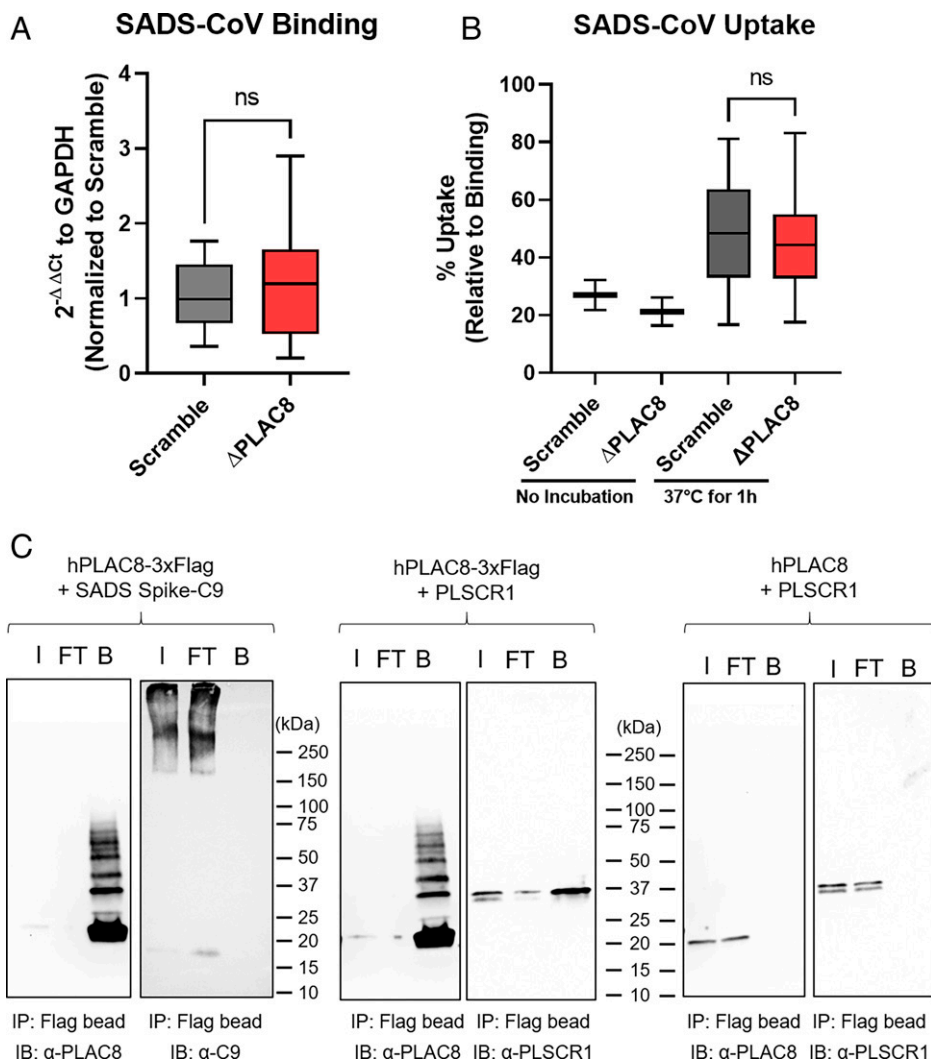 A
SADS-CoV Binding
2-ΔΔCt to GAPDH
(Normalized to Scramble)
4
3
2
1
0
ns
Scramble
ΔPLAC8
B
SADS-CoV Uptake
% Uptake
(Relative to Binding)
100
80
60
40
20
0
ns
Scramble
ΔPLAC8
Scramble
ΔPLAC8
No Incubation
37°C for 1h
C
hPLAC8-3xFlag
+ SADS Spike-C9
I FT B
I FT B
(kDa)
250
150
100
75
50
37
25
20
15
10
IP: Flag bead
IB: α-PLAC8
IP: Flag bead
IB: α-C9
hPLAC8-3xFlag
+ PLSCR1
I FT B
I FT B
(kDa)
250
150
100
75
50
37
25
20
15
10
IP: Flag bead
IB: α-PLAC8
IP: Flag bead
IB: α-PLSCR1
hPLAC8
+ PLSCR1
I FT B
I FT B
IP: Flag bead
IB: α-PLAC8
IP: Flag bead
IB: α-PLSCR1